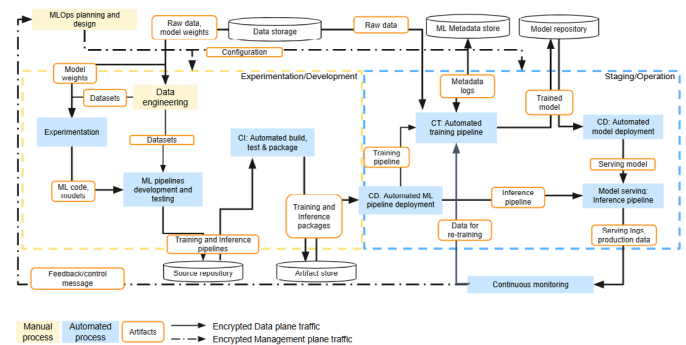 MLOps planning and
design
Raw data,
model weights
Data storage
Raw data
ML Metadata store
Model repository
Configuration
Experimentation/Development
Staging/Operation
Model
weights
Datasets
Data
engineering
Metadata
logs
Trained
model
Experimentation
Datasets
CI: Automated build,
test & package
CT: Automated
training pipeline
CD: Automated
model deployment
Training
pipeline
Serving model
ML code,
models
ML pipelines
development and
testing
Training and
Inference
packages
CD: Automated ML
pipeline deployment
Inference
pipeline
Model serving:
Inference pipeline
Training and Inference
pipelines
Data for
re-training
Serving logs,
production data
Feedback/control
message
Source repository
Artifact store
Continuous monitoring
Manual
process
Automated
process
Artifacts
Encrypted Data plane traffic
Encrypted Management plane traffic